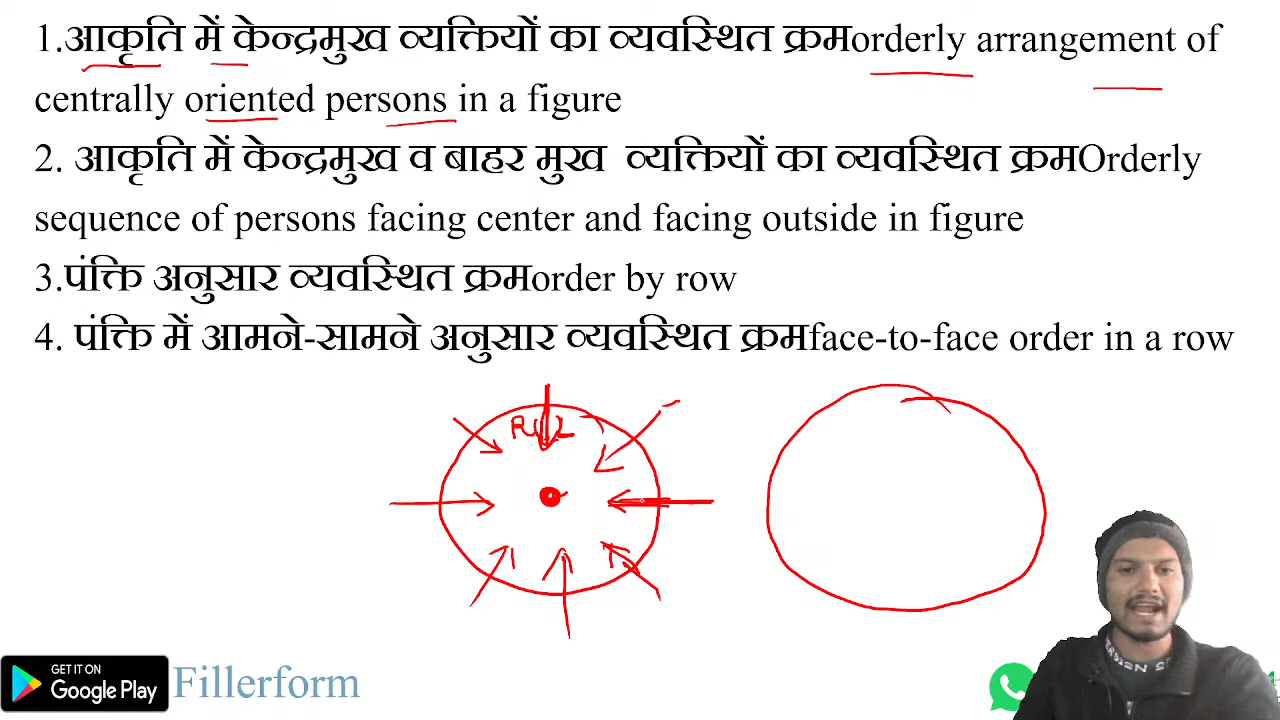 1.आकृति में केन्द्रमुख व्यक्तियों का व्यवस्थित क्रमorderly arrangement of
centrally oriented persons in a figure
2. आकृति में केन्द्रमुख व बाहर मुख व्यक्तियों का व्यवस्थित क्रमOrderly
sequence of persons facing center and facing outside in figure
3.पंक्ति अनुसार व्यवस्थित क्रमorder by row
4. पंक्ति में आमने-सामने अनुसार व्यवस्थित क्रमface-to-face order in a row
R L
GET IT ON
Google Play
Fillerform